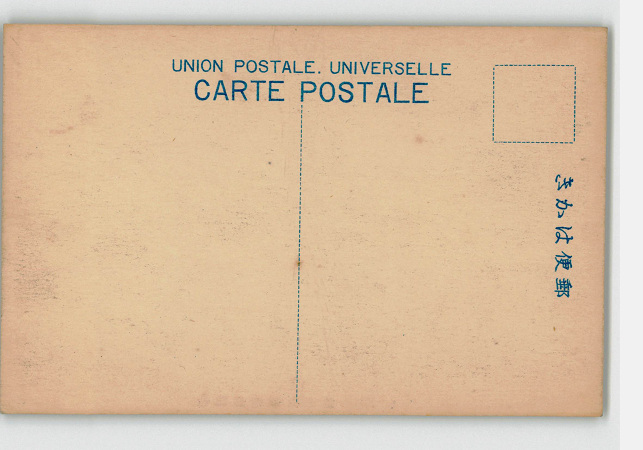 UNION POSTALE. UNIVERSELLE
CARTE POSTALE
きかは便郵